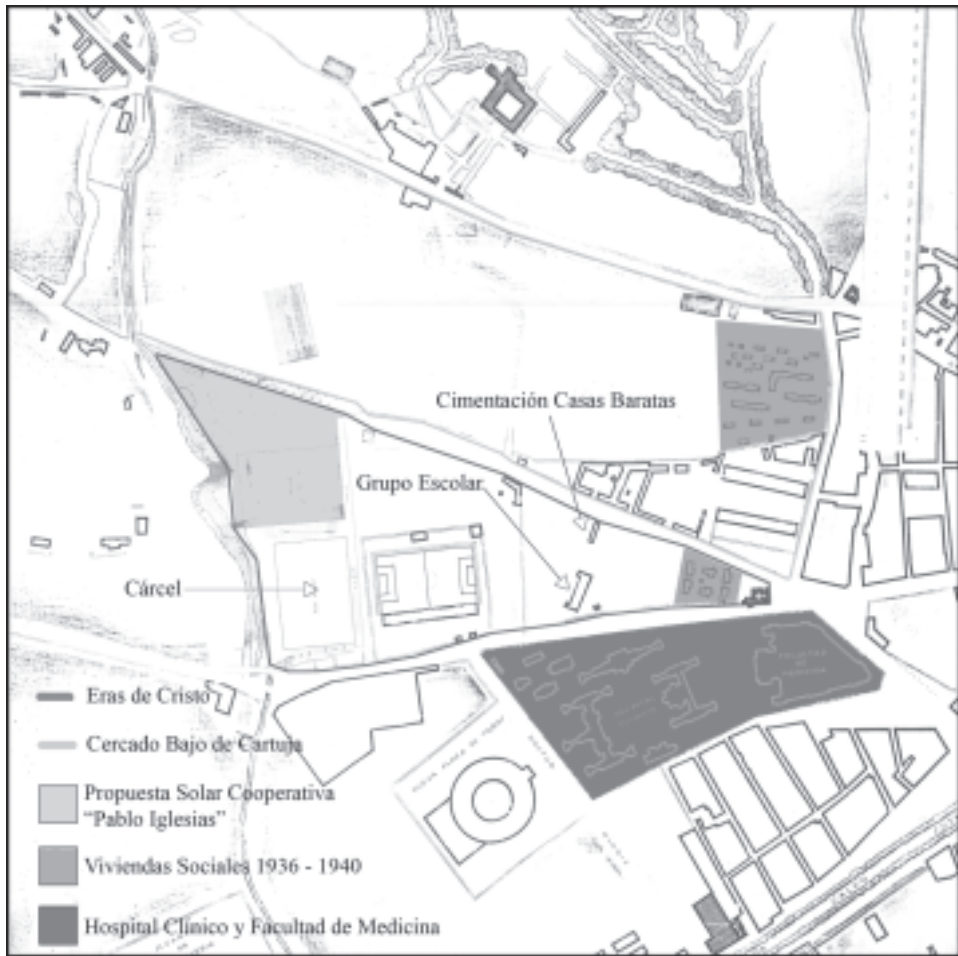 Cimentación Casas Baratas
Grupo Escolar
Cárcel
Eras de Cristo
Cercado Bajo de Cartuja
Propuesta Solar Cooperativa
“Pablo Iglesias”
Viviendas Sociales 1936 - 1940
Hospital Clínico y Facultad de Medicina